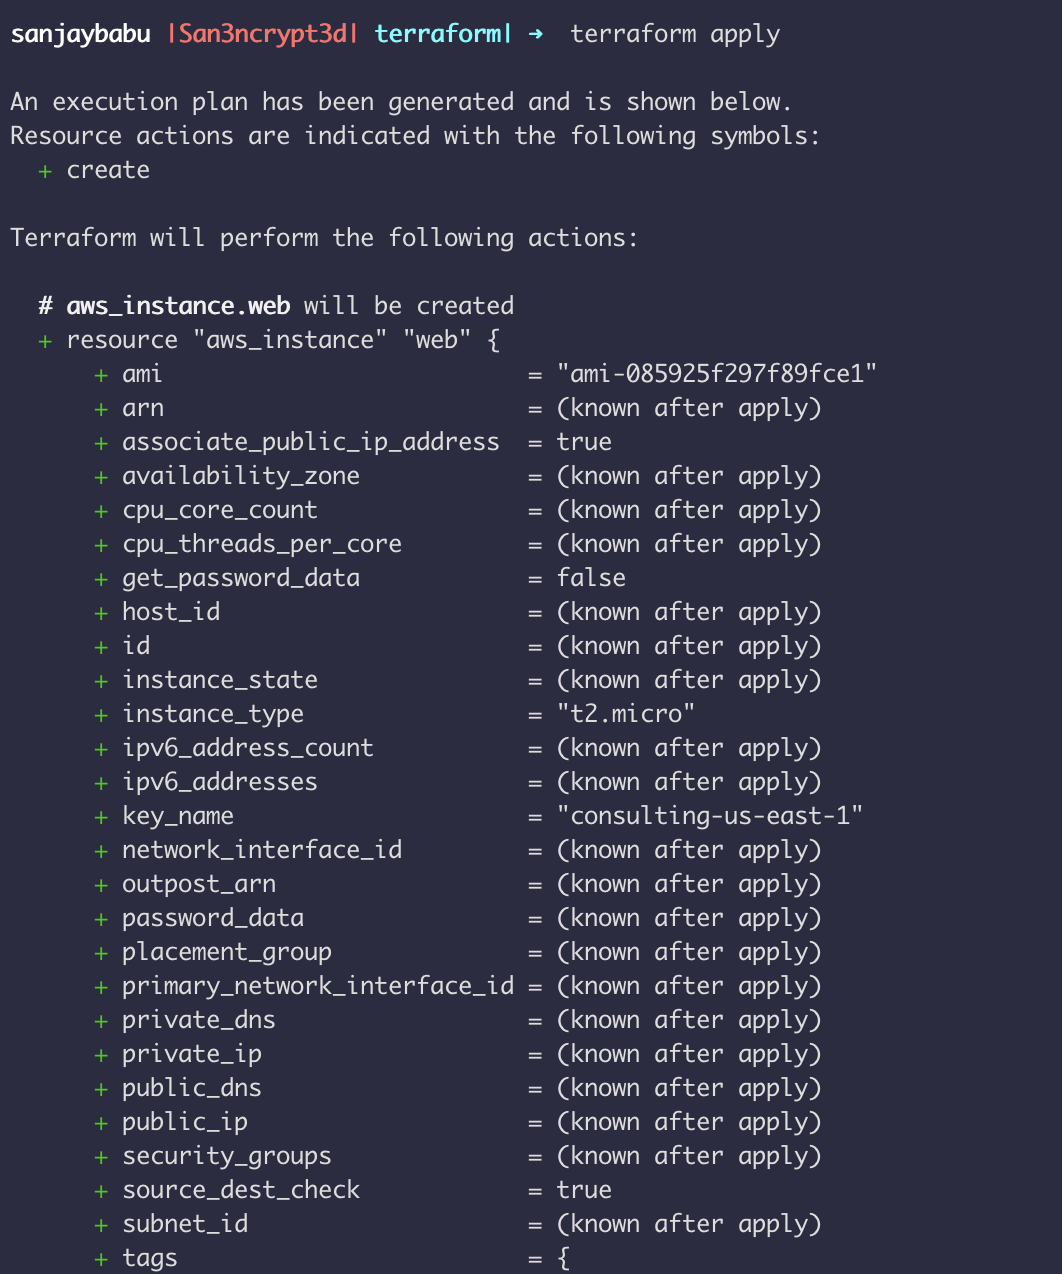 sanjaybabu |San3ncrypt3d| terraform| ➜  terraform apply

An execution plan has been generated and is shown below.
Resource actions are indicated with the following symbols:
  + create

Terraform will perform the following actions:

  # aws_instance.web will be created
  + resource "aws_instance" "web" {
      + ami                          = "ami-085925f297f89fce1"
      + arn                          = (known after apply)
      + associate_public_ip_address  = true
      + availability_zone            = (known after apply)
      + cpu_core_count               = (known after apply)
      + cpu_threads_per_core         = (known after apply)
      + get_password_data            = false
      + host_id                      = (known after apply)
      + id                           = (known after apply)
      + instance_state               = (known after apply)
      + instance_type                = "t2.micro"
      + ipv6_address_count           = (known after apply)
      + ipv6_addresses               = (known after apply)
      + key_name                     = "consulting-us-east-1"
      + network_interface_id         = (known after apply)
      + outpost_arn                  = (known after apply)
      + password_data                = (known after apply)
      + placement_group              = (known after apply)
      + primary_network_interface_id = (known after apply)
      + private_dns                  = (known after apply)
      + private_ip                   = (known after apply)
      + public_dns                   = (known after apply)
      + public_ip                    = (known after apply)
      + security_groups              = (known after apply)
      + source_dest_check            = true
      + subnet_id                    = (known after apply)
      + tags                         = {